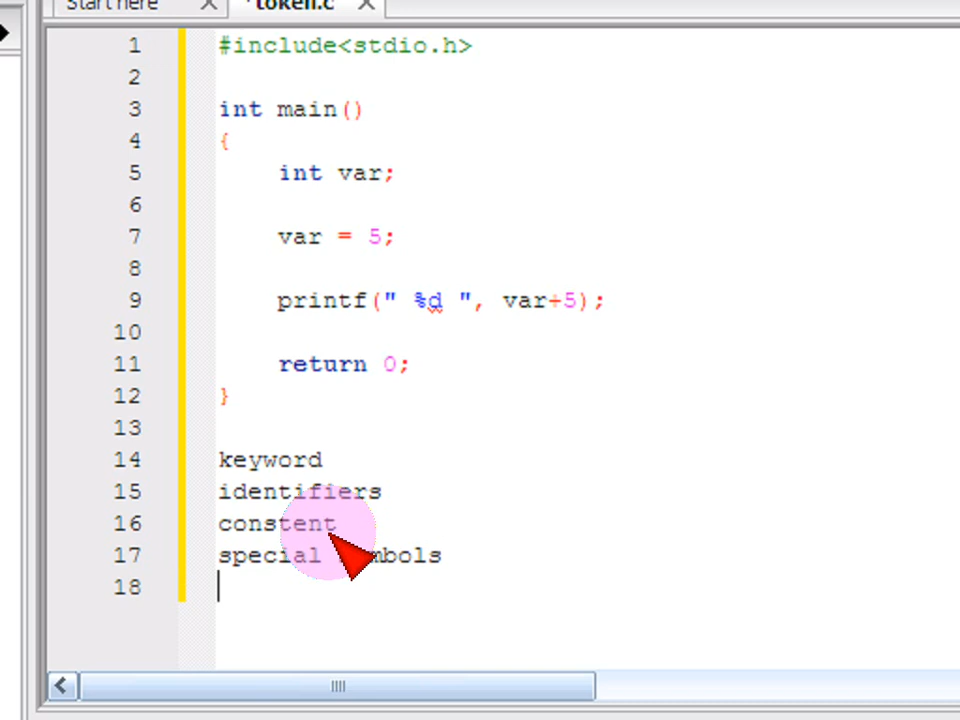 Start here
*token.c
1 #include<stdio.h>
2
3 int main()
4 {
5 int var;
6
7 var = 5;
8
9 printf(" %d ", var+5);
10
11 return 0;
12 }
13
14 keyword
15 identifiers
16 constent
17 special symbols
18